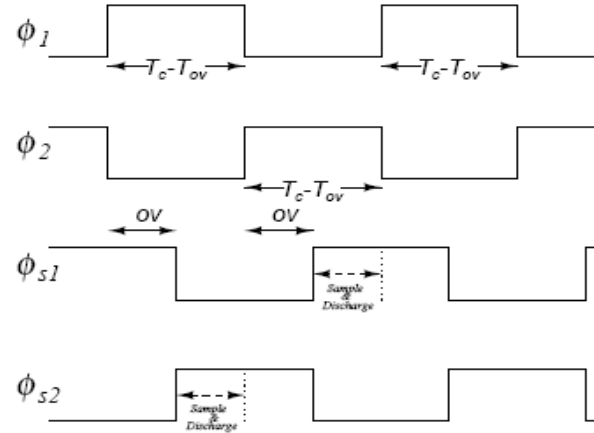 ϕ1
Tc-Tov Tc-Tov
ϕ2
Tc-Tov
OV OV
ϕs1
Sample
&
Discharge
ϕs2
Sample
&
Discharge